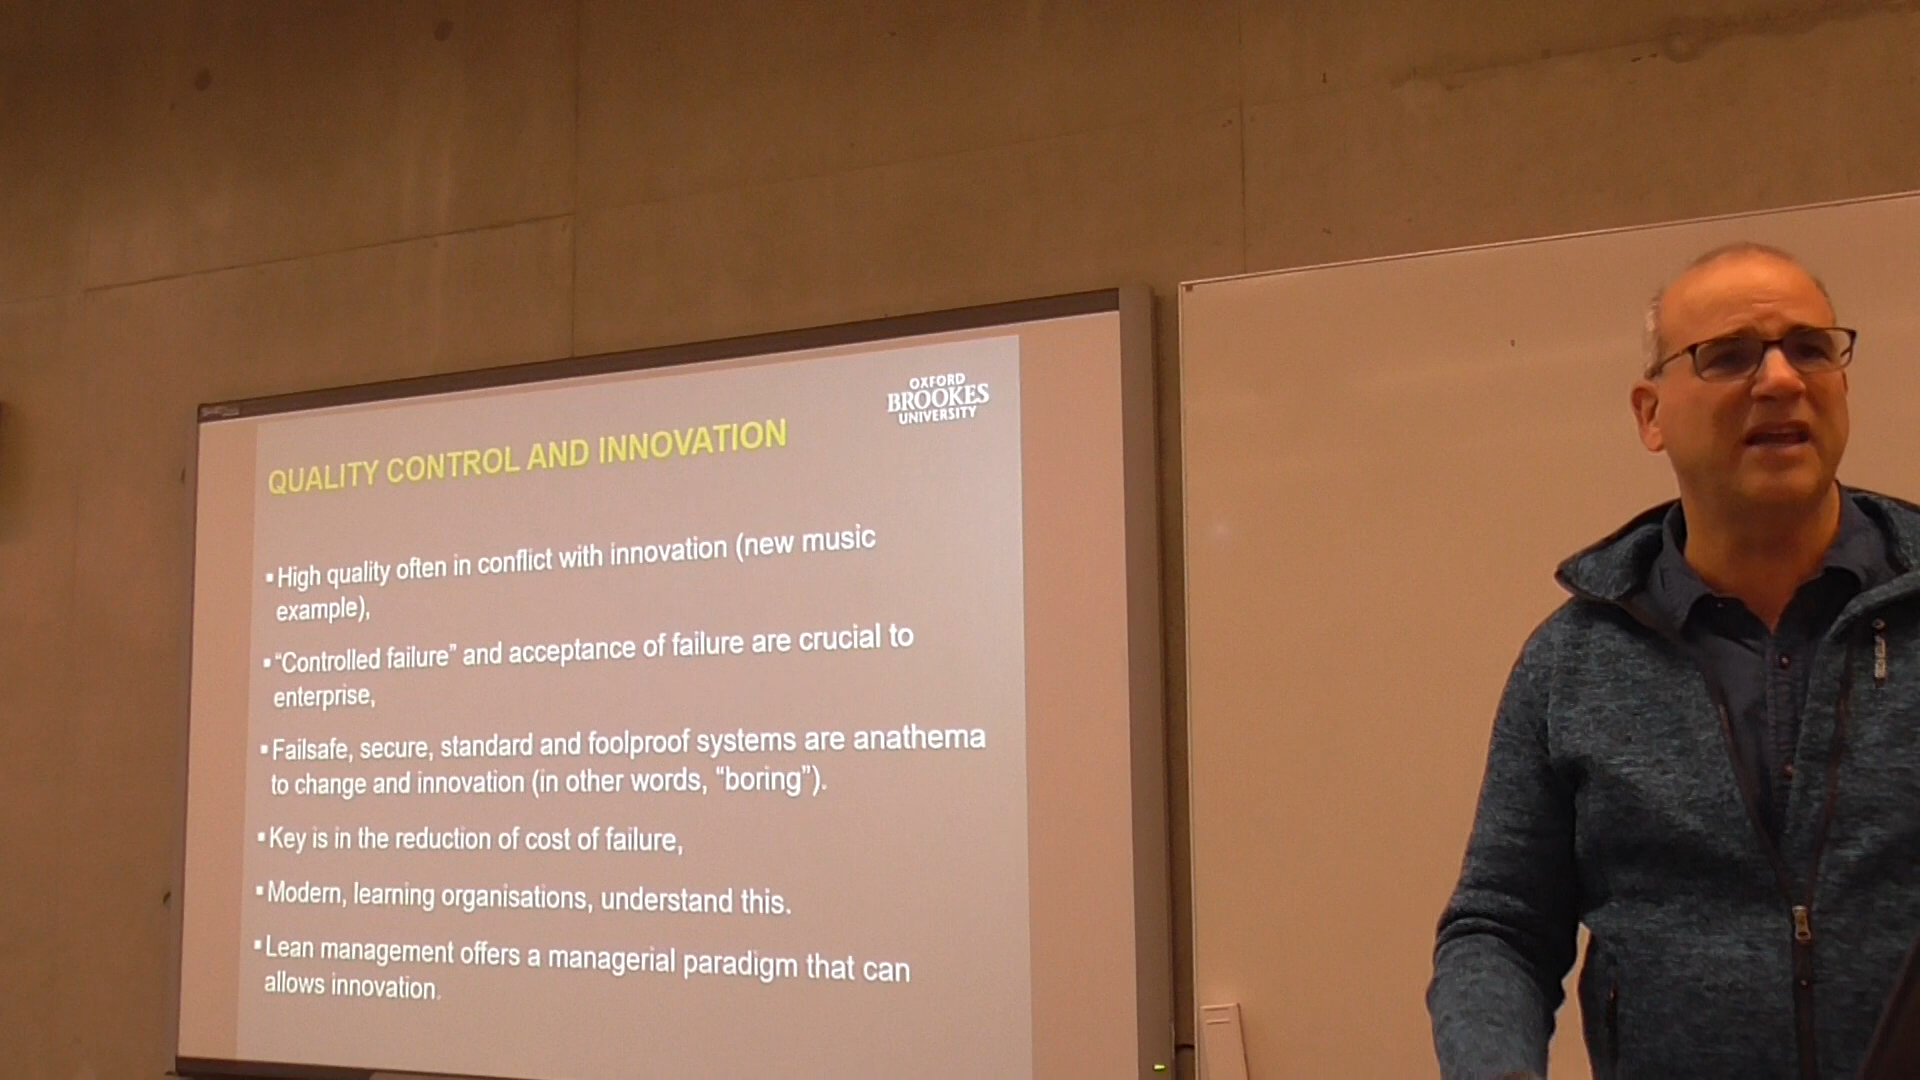 OXFORD
BROOKES
UNIVERSITY
QUALITY CONTROL AND INNOVATION
▪High quality often in conflict with innovation (new music
example),
▪“Controlled failure” and acceptance of failure are crucial to
enterprise,
▪Failsafe, secure, standard and foolproof systems are anathema
to change and innovation (in other words, “boring”).
▪Key is in the reduction of cost of failure,
▪Modern, learning organisations, understand this.
▪Lean management offers a managerial paradigm that can
allows innovation.